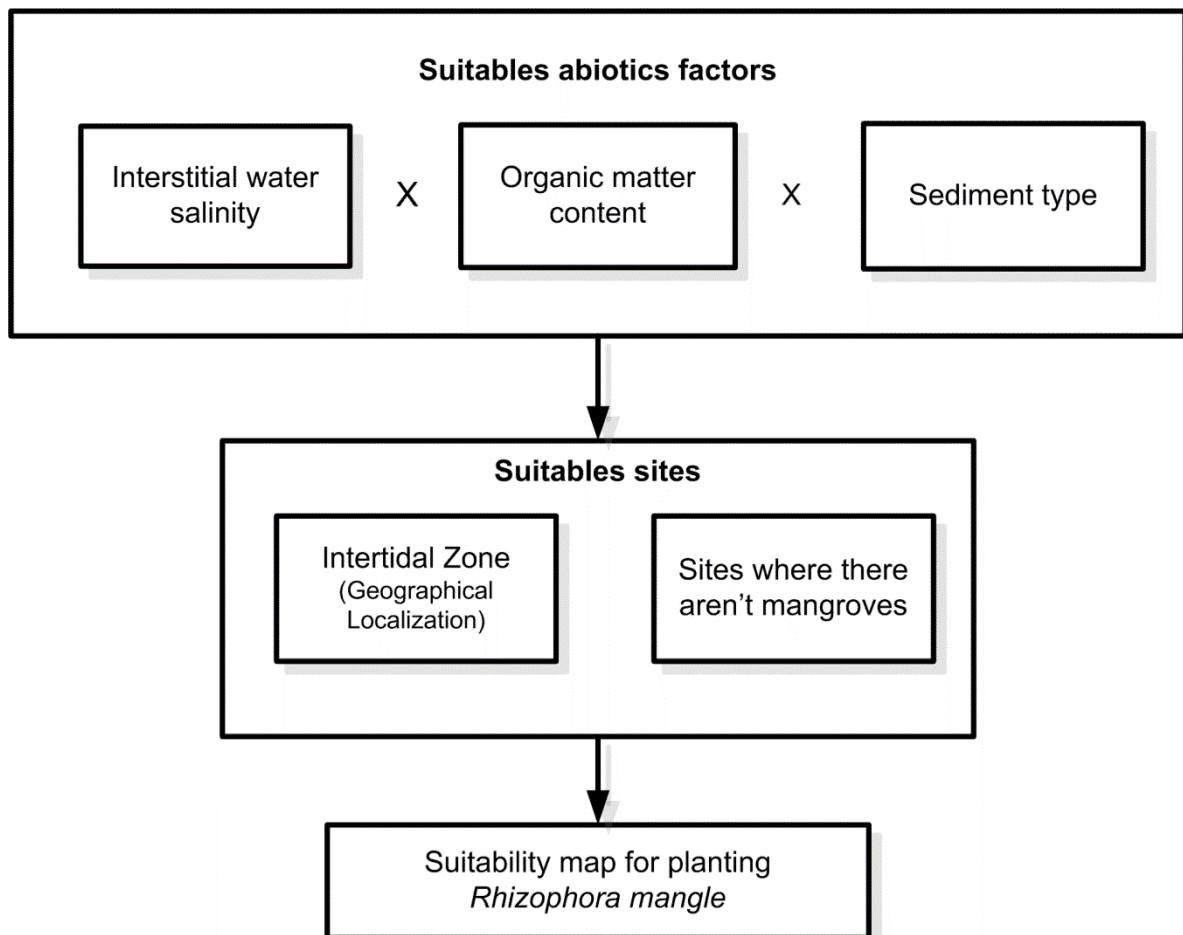 Suitables abiotics factors
Interstitial water
salinity
X
Organic matter
content
X
Sediment type
Suitables sites
Intertidal Zone
(Geographical
Localization)
Sites where there
aren’t mangroves
Suitability map for planting
Rhizophora mangle